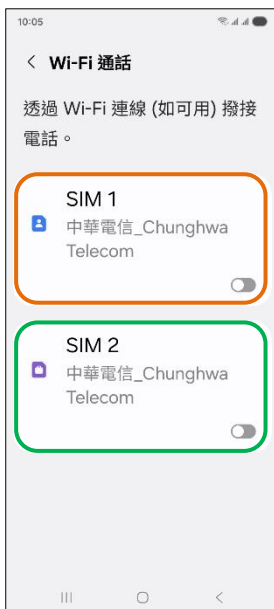 10:05
Wi-Fi 通話
透過 Wi-Fi 連線 (如可用) 撥接
電話。
SIM 1
中華電信_Chunghwa
Telecom
SIM 2
中華電信_Chunghwa
Telecom